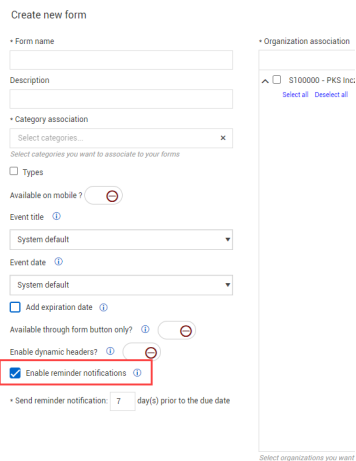 Create new form
• Form name
• Organization association
S100000 - PKS Inc
Select all Deselect all
Description
• Category association
Select categories... ×
Select categories you want to associate to your forms
Types
Available on mobile ?
Event title
System default
Event date
System default
Add expiration date
Available through form button only?
Enable dynamic headers?
Enable reminder notifications
• Send reminder notification: 7 day(s) prior to the due date
Select organizations you want